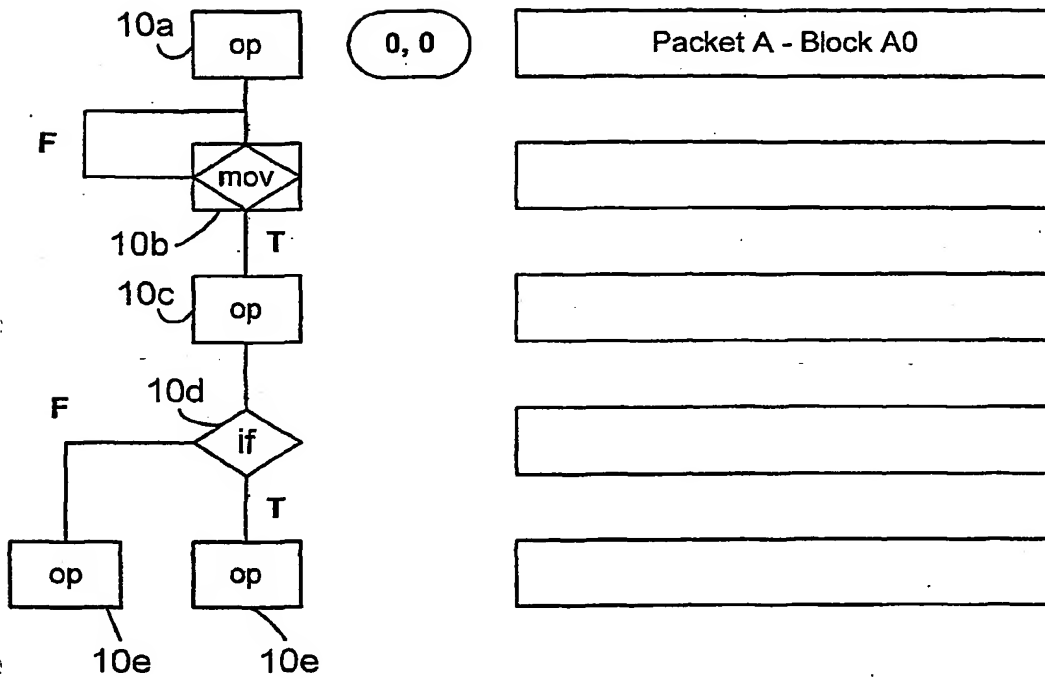 10a
op
0, 0
Packet A - Block A0
F
mov
10b
T
10c
op
10d
F
if
T
op
op
10e
10e